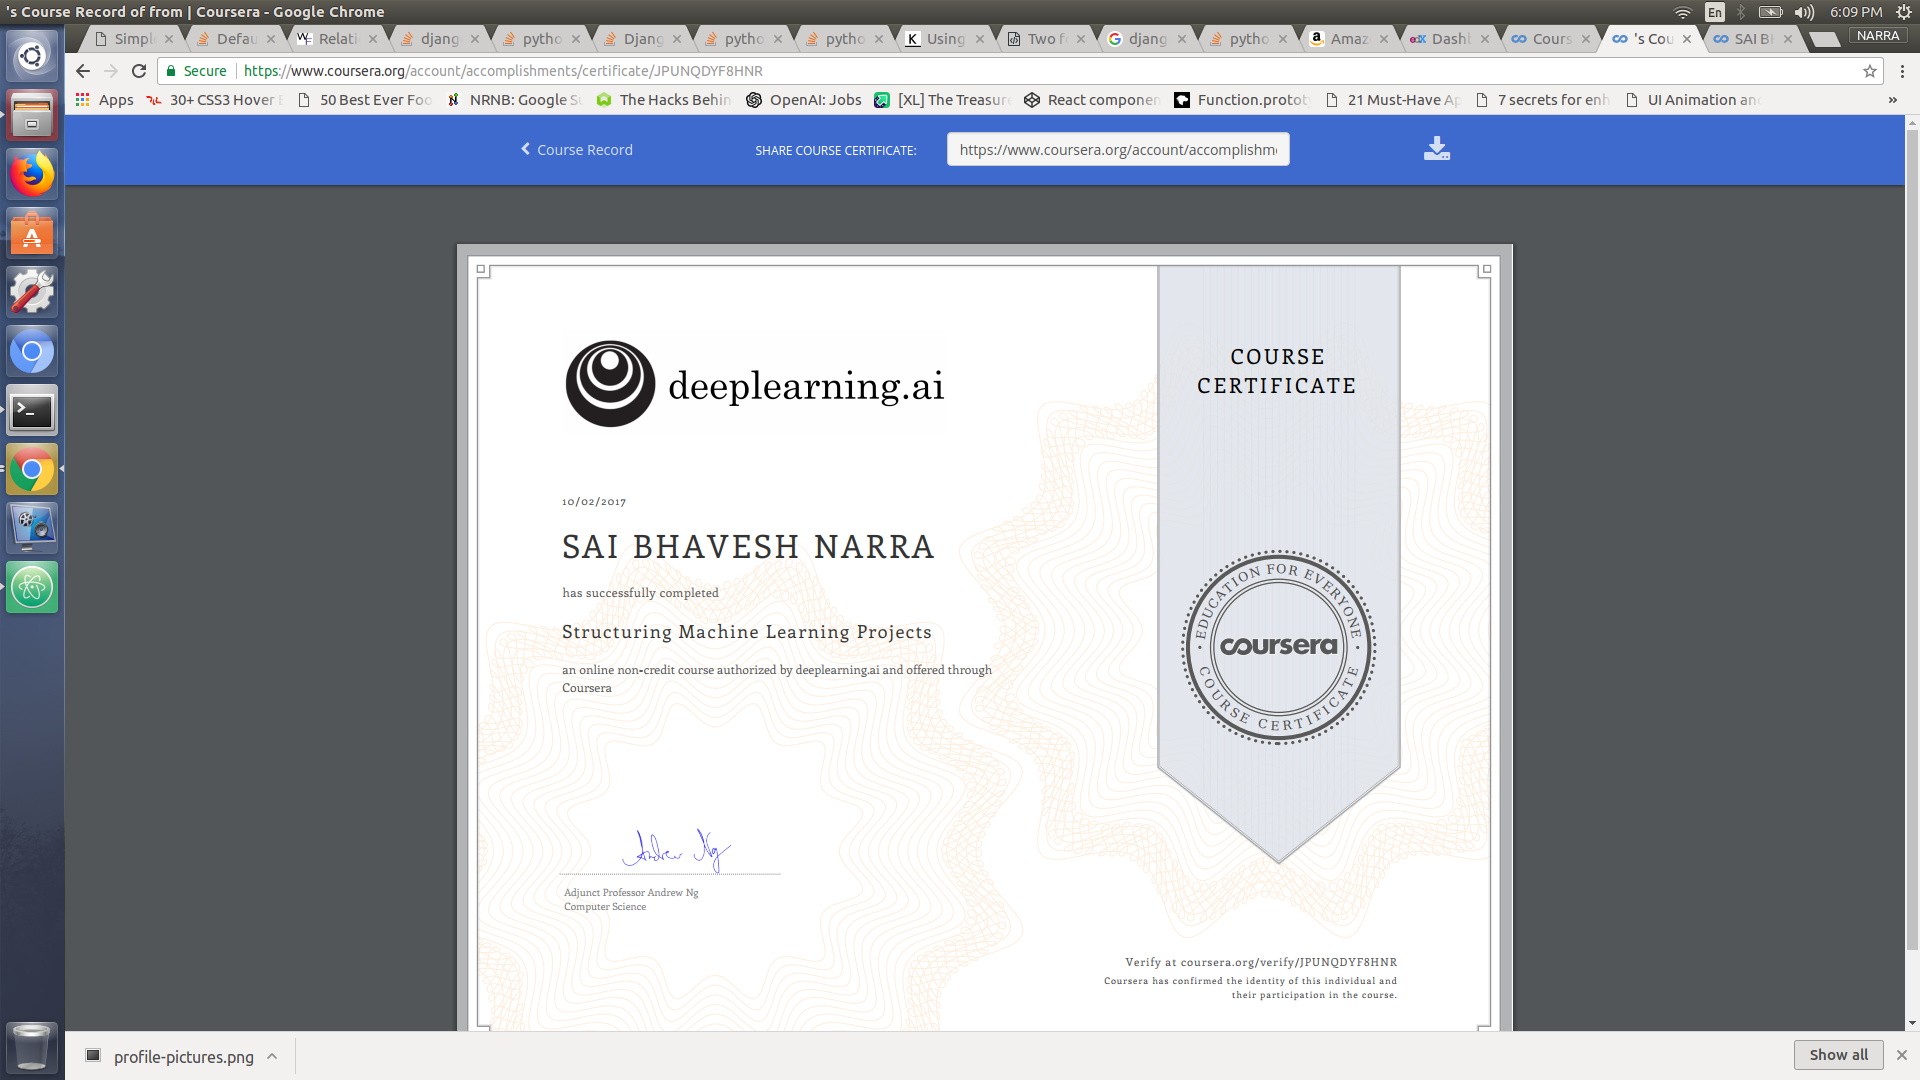 's Course Record of from | Coursera - Google Chrome
En
6:09 PM
Simpl
Defau
Relati
djang
pytho
Djang
pytho
pytho
Using
Two f
djang
pytho
Amaz
Dash
Cours
's Cou
SAI B
NARRA
Secure
https://www.coursera.org/account/accomplishments/certificate/JPUNQDYF8HNR
Apps
30+ CSS3 Hover
50 Best Ever Foo
NRNB: Google S
The Hacks Behin
OpenAI: Jobs
[XL] The Treasur
React componen
Function.protot
21 Must-Have Ap
7 secrets for enh
UI Animation an
»
Course Record
SHARE COURSE CERTIFICATE:
https://www.coursera.org/account/accomplishm
deeplearning.ai
COURSE
CERTIFICATE
10/02/2017
SAI BHAVESH NARRA
has successfully completed
Structuring Machine Learning Projects
an online non-credit course authorized by deeplearning.ai and offered through
Coursera
EDUCATION FOR EVERYONE
coursera
COURSE CERTIFICATE
Andrew Ng
Adjunct Professor Andrew Ng
Computer Science
Verify at coursera.org/verify/JPUNQDYF8HNR
Coursera has confirmed the identity of this individual and
their participation in the course.
profile-pictures.png
Show all